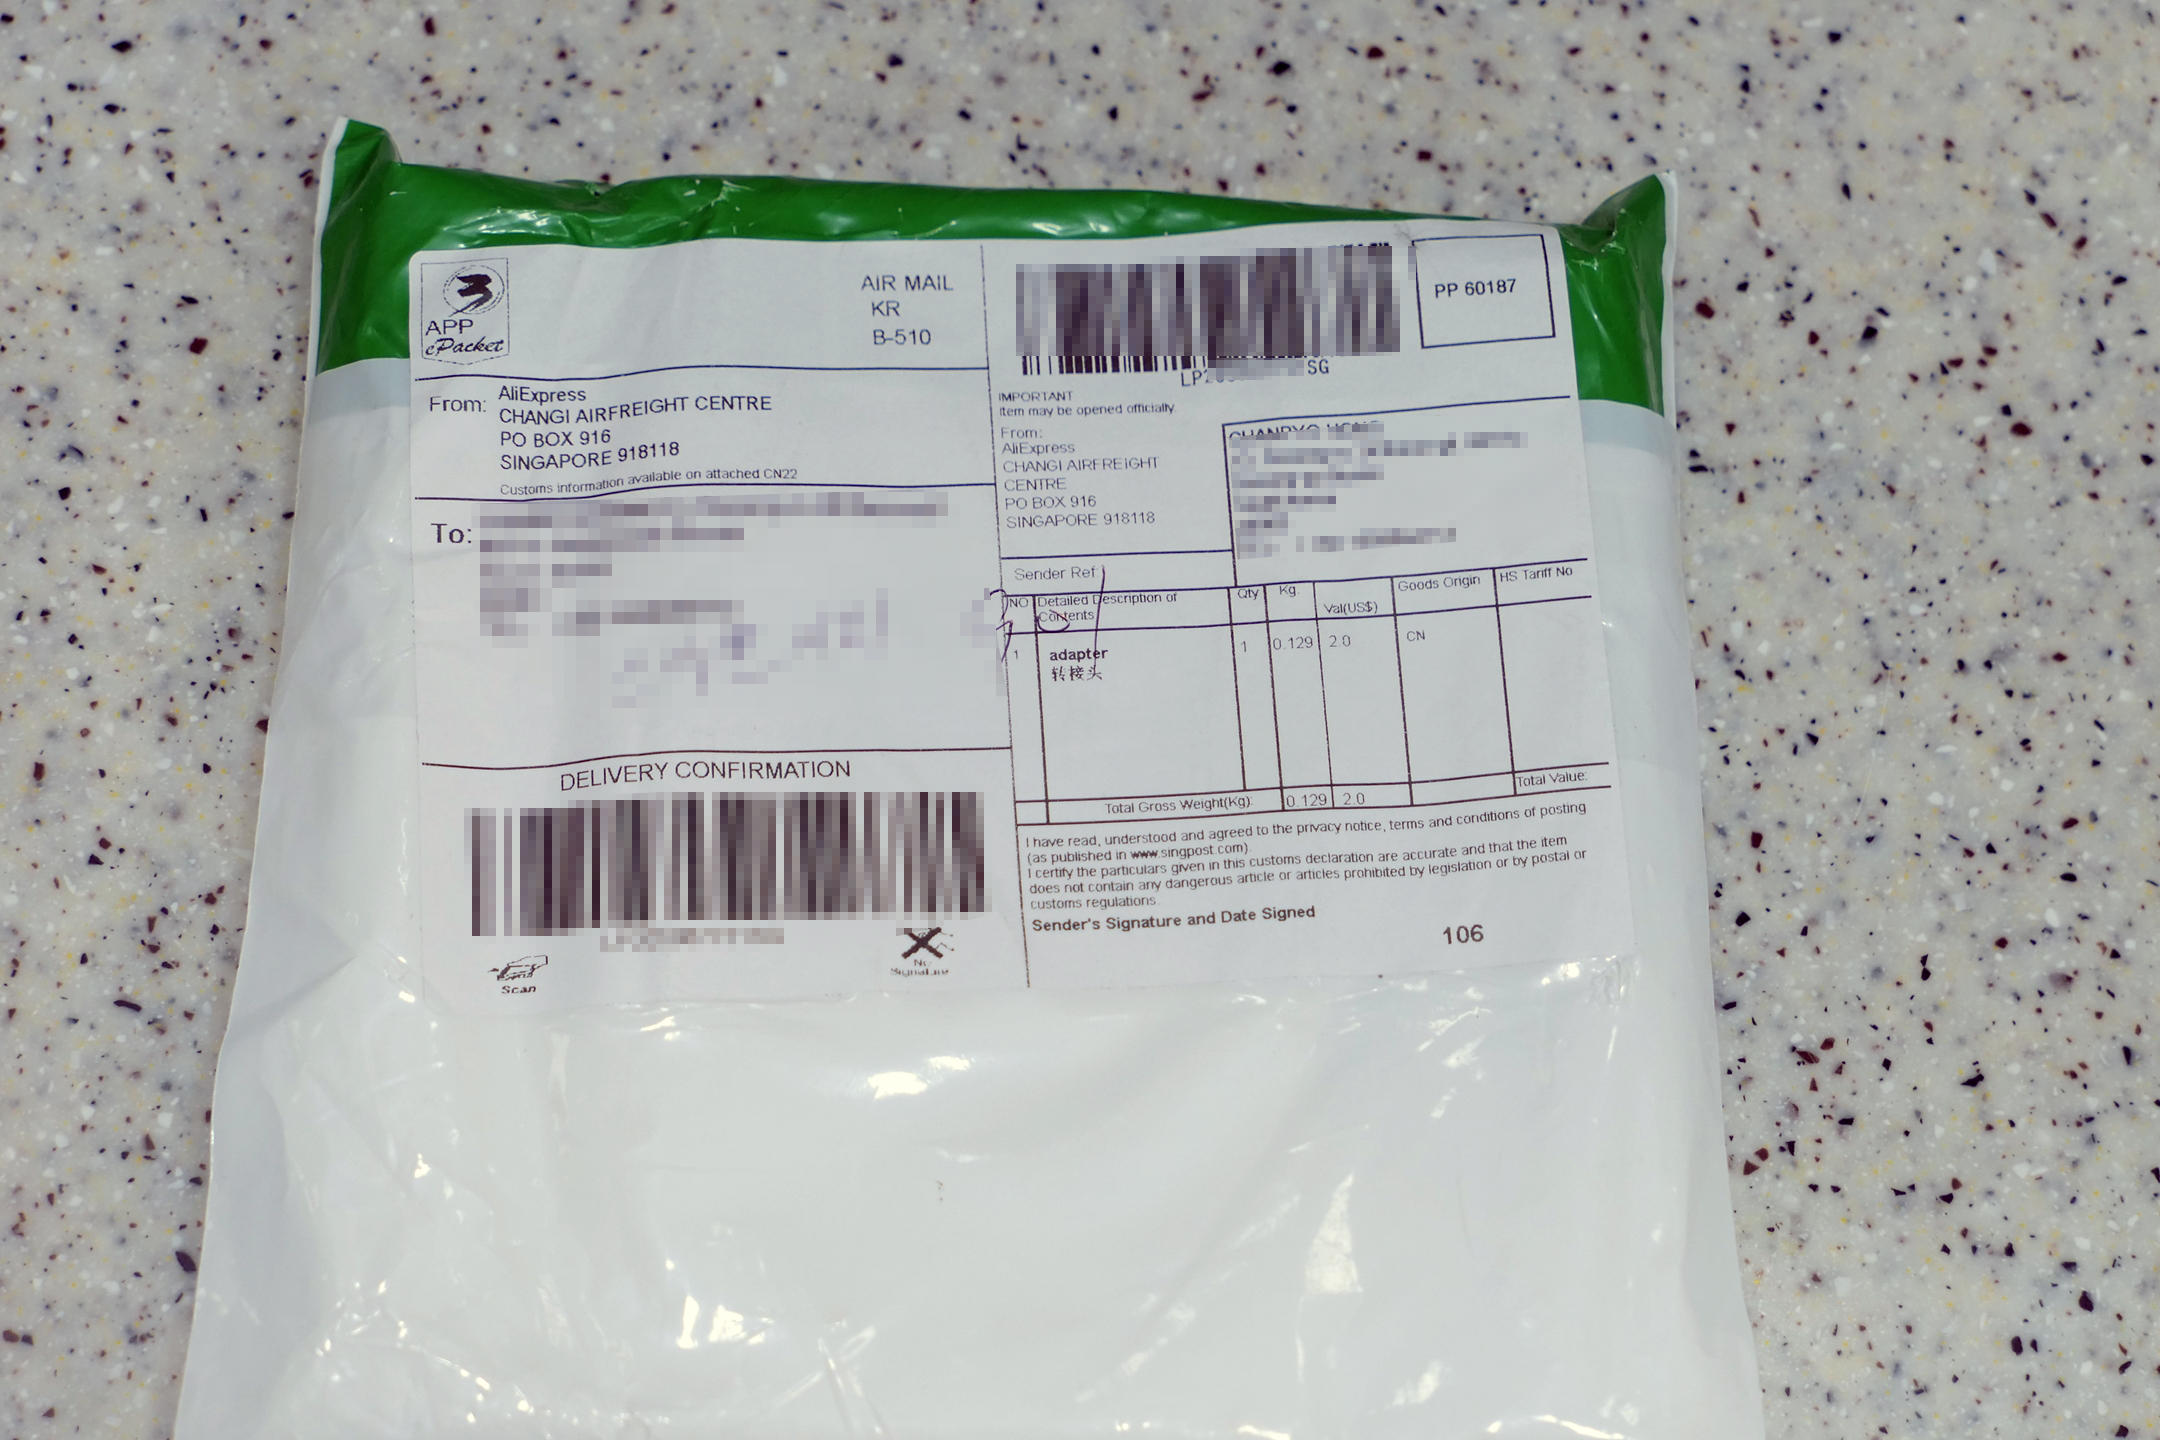 APP
ePacket
AIR MAIL
KR
B-510
From: AliExpress
CHANGI AIRFREIGHT CENTRE
PO BOX 916
SINGAPORE 918118
Customs information available on attached CN22
To:
DELIVERY CONFIRMATION
Scan
No
Signature
SG
PP 60187
IMPORTANT
Item may be opened officially.
From:
AliExpress
CHANGI AIRFREIGHT
CENTRE
PO BOX 916
SINGAPORE 918118
Sender Ref
NO Detailed Description of Contents Qty Kg. Val(US$) Goods Origin HS Tariff No
1 adapter 1 0.129 2.0 CN
转接头
Total Value:
Total Gross Weight(Kg): 0.129 2.0
I have read, understood and agreed to the privacy notice, terms and conditions of posting
(as published in www.singpost.com).
I certify the particulars given in this customs declaration are accurate and that the item
does not contain any dangerous article or articles prohibited by legislation or by postal or
customs regulations.
Sender's Signature and Date Signed
106